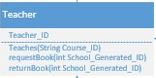 Teacher
Teacher_ID
Teaches(String Course_ID)
requestBook(int School_Generated_ID)
returnBook(int School_Generated_ID)